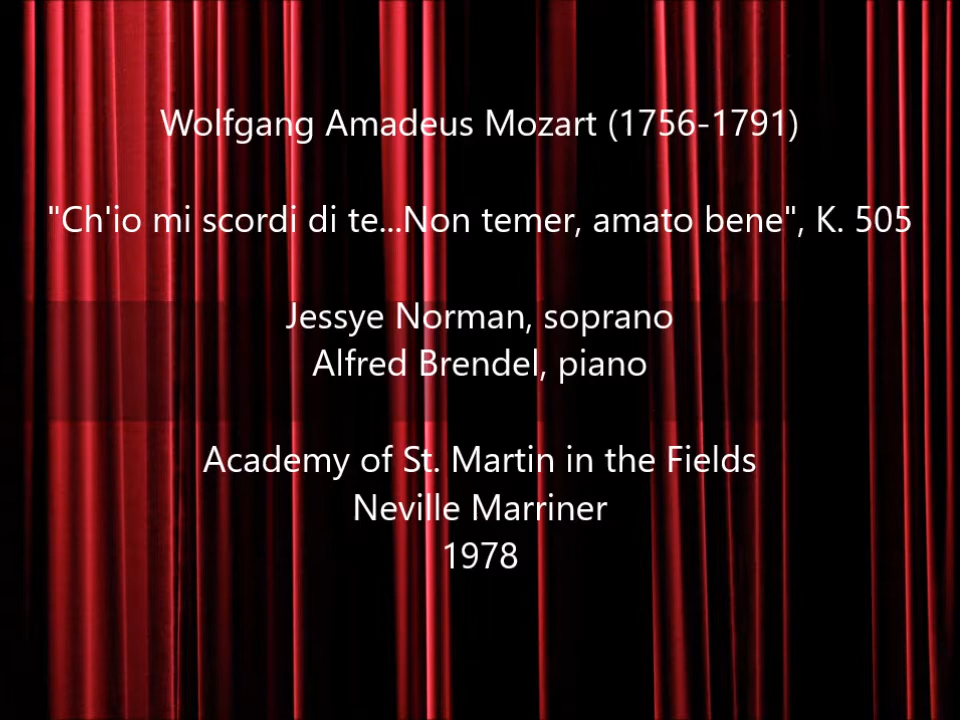 Wolfgang Amadeus Mozart (1756-1791)
"Ch'io mi scordi di te...Non temer, amato bene", K. 505
Jessye Norman, soprano
Alfred Brendel, piano
Academy of St. Martin in the Fields
Neville Marriner
1978